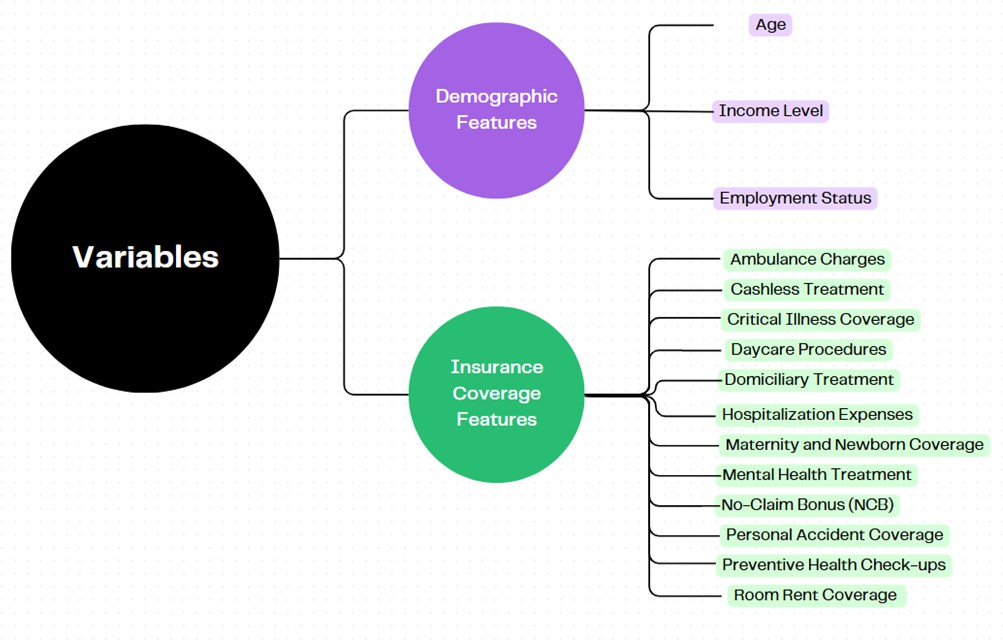 Variables
Demographic
Features
Age
Income Level
Employment Status
Insurance
Coverage
Features
Ambulance Charges
Cashless Treatment
Critical Illness Coverage
Daycare Procedures
Domiciliary Treatment
Hospitalization Expenses
Maternity and Newborn Coverage
Mental Health Treatment
No-Claim Bonus (NCB)
Personal Accident Coverage
Preventive Health Check-ups
Room Rent Coverage